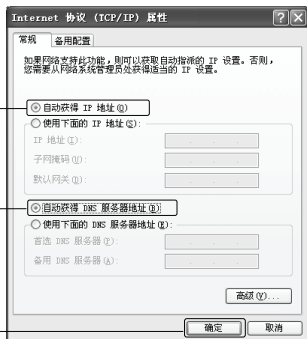 Internet 协议 (TCP/IP) 属性
常规 备用配置
如果网络支持此功能,则可以获取自动指派的 IP 设置。否则,
您需要从网络系统管理员处获得适当的 IP 设置。
自动获得 IP 地址(O)
使用下面的 IP 地址(S):
IP 地址(I):
子网掩码(U):
默认网关(D):
自动获得 DNS 服务器地址(B)
使用下面的 DNS 服务器地址(E):
首选 DNS 服务器(P):
备用 DNS 服务器(A):
高级(V)...
确定 取消